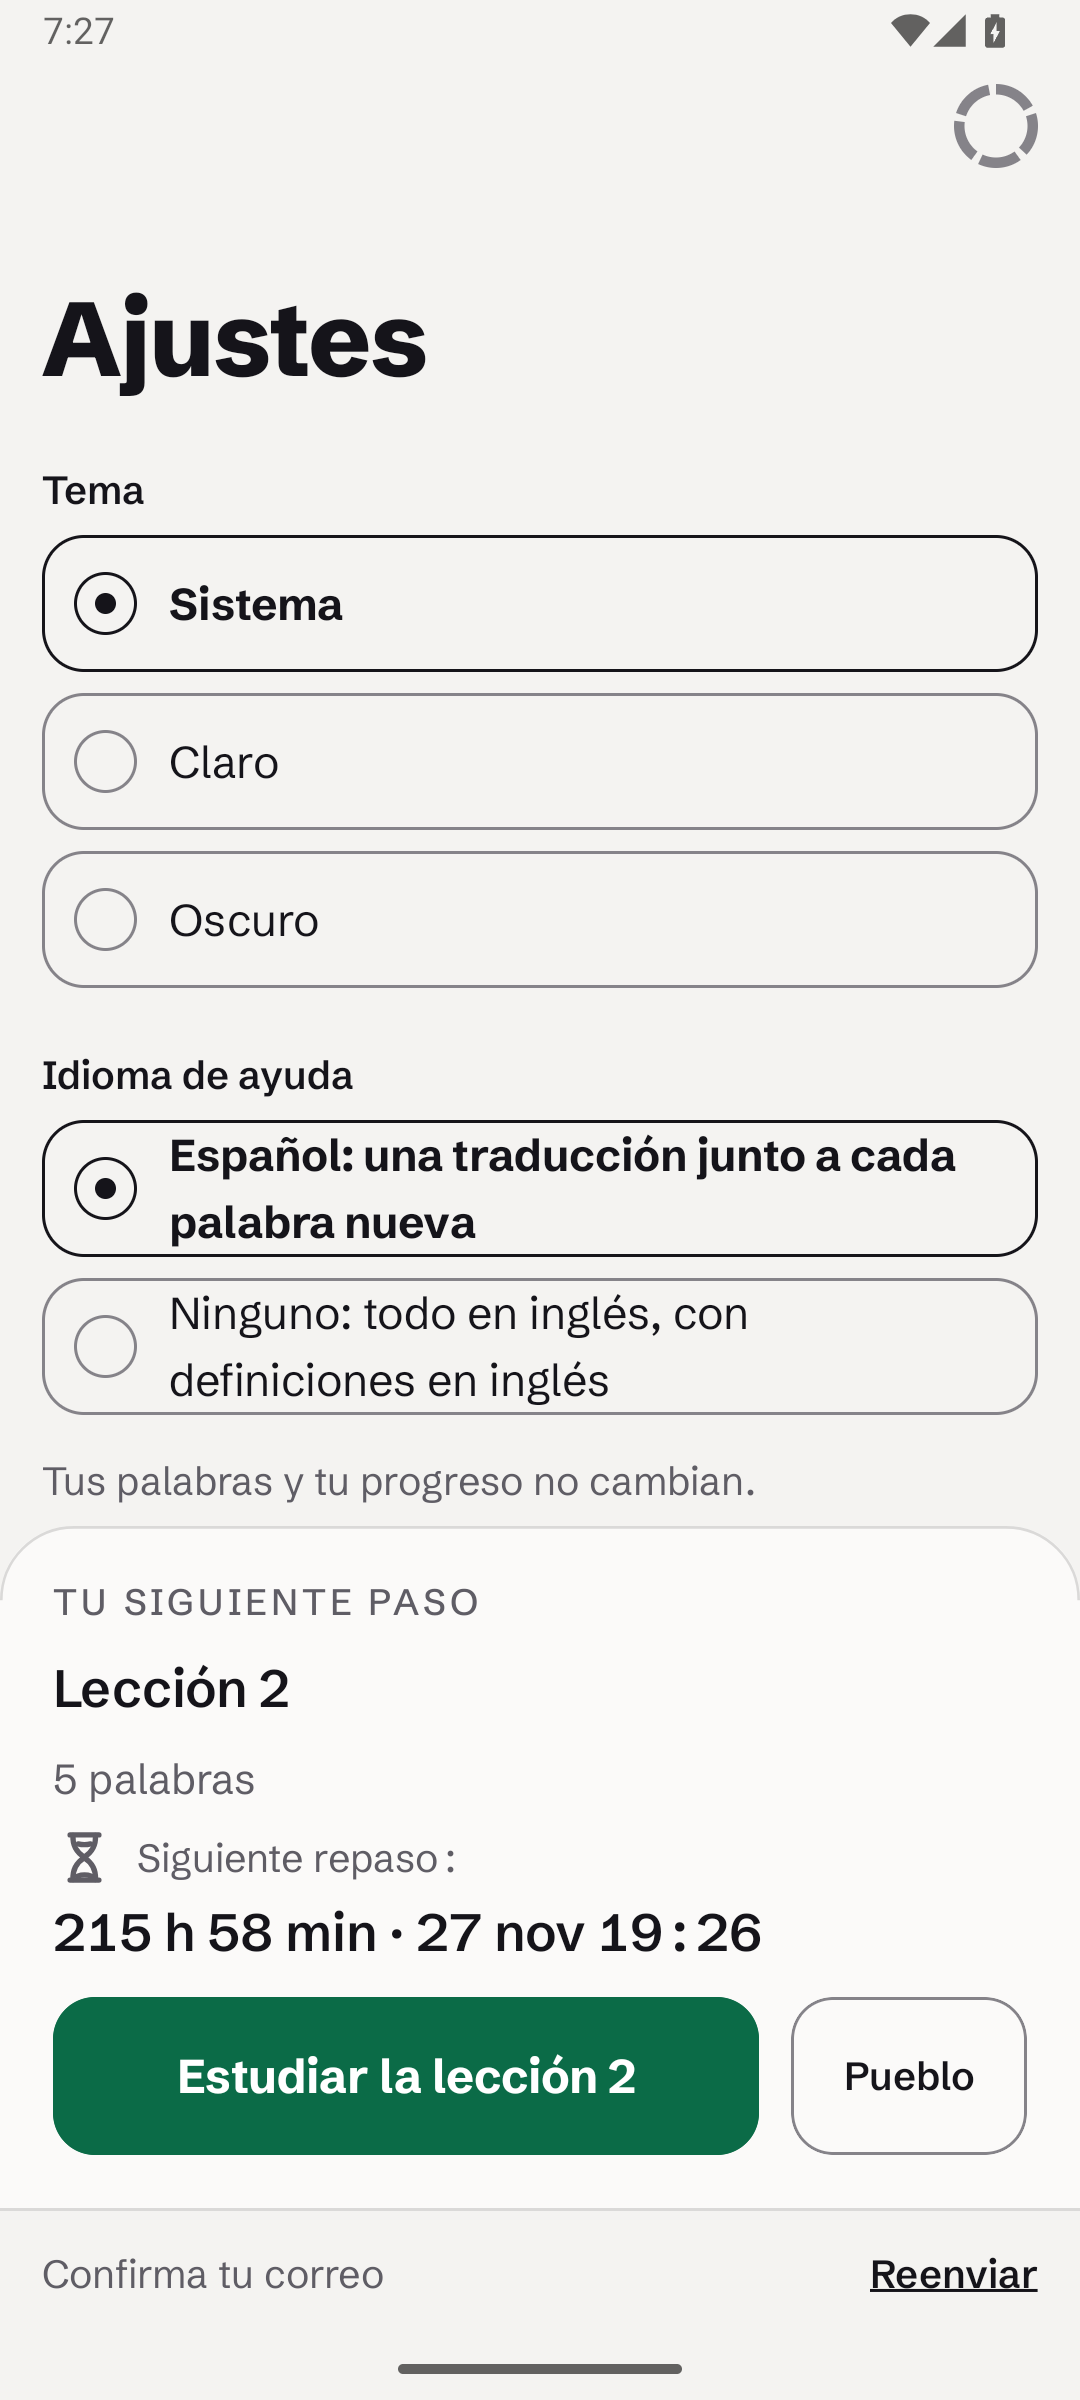 7:27
Ajustes
Tema
Sistema
Claro
Oscuro
Idioma de ayuda
Español: una traducción junto a cada
palabra nueva
Ninguno: todo en inglés, con
definiciones en inglés
Tus palabras y tu progreso no cambian.
TU SIGUIENTE PASO
Lección 2
5 palabras
Siguiente repaso:
215 h 58 min · 27 nov 19:26
Estudiar la lección 2
Pueblo
Confirma tu correo
Reenviar